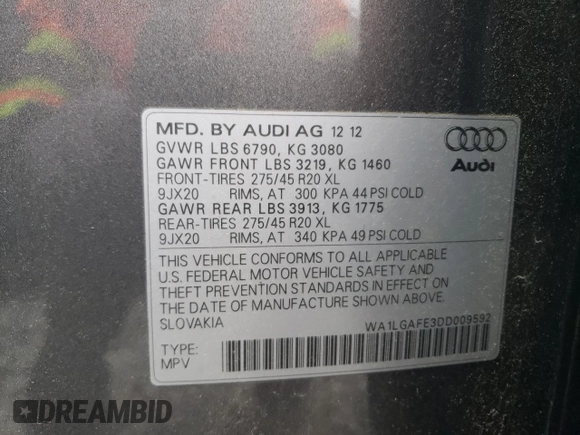 MFD. BY AUDI AG 12 12
GVWR LBS 6790, KG 3080
GAWR FRONT LBS 3219, KG 1460
FRONT-TIRES 275/45 R20 XL
9JX20 RIMS, AT 300 KPA 44 PSI COLD
GAWR REAR LBS 3913, KG 1775
REAR-TIRES 275/45 R20 XL
9JX20 RIMS, AT 340 KPA 49 PSI COLD
Audi
THIS VEHICLE CONFORMS TO ALL APPLICABLE
U.S. FEDERAL MOTOR VEHICLE SAFETY AND
THEFT PREVENTION STANDARDS IN EFFECT ON
THE DATE OF MANUFACTURE SHOWN ABOVE.
SLOVAKIA
WA1LGAFE3DD009592
TYPE:
MPV
DREAMBID